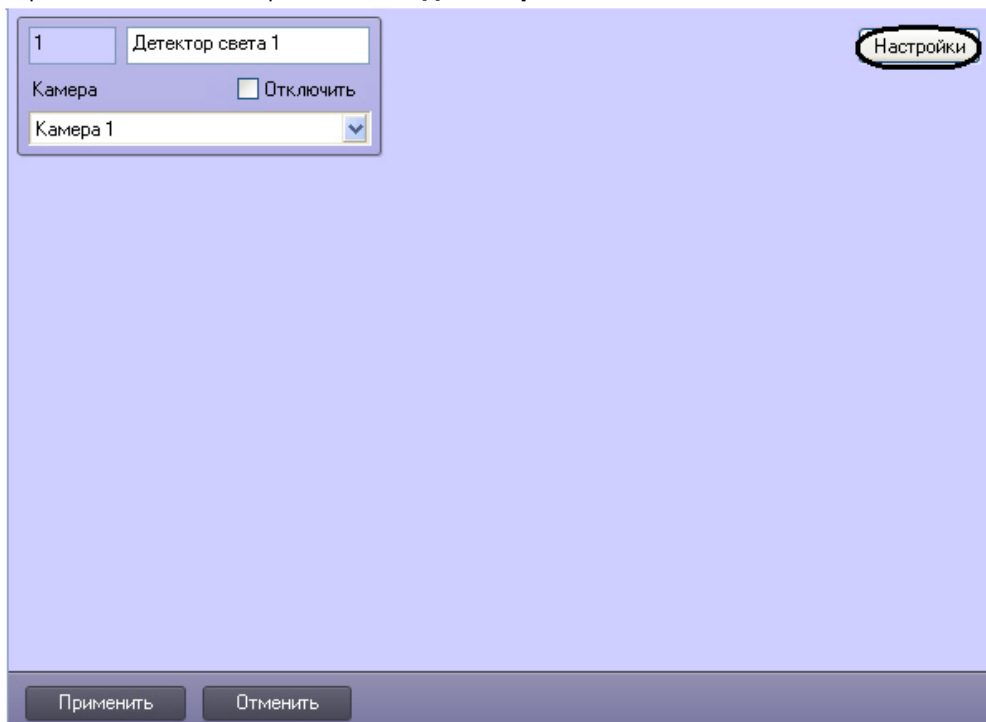 1 Детектор света 1
Настройки
Камера Отключить
Камера 1
Применить Отменить